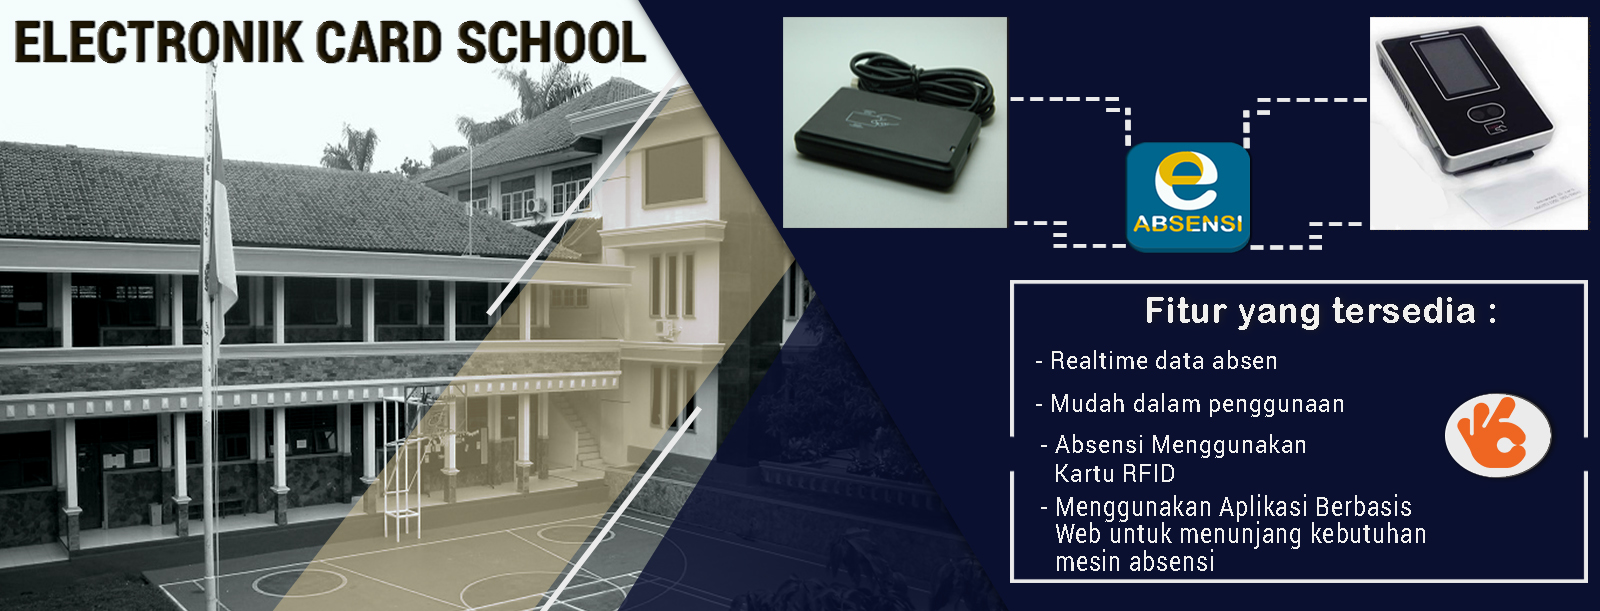 ELECTRONIK CARD SCHOOL
e
ABSENSI
Fitur yang tersedia :
- Realtime data absen
- Mudah dalam penggunaan
- Absensi Menggunakan
Kartu RFID
- Menggunakan Aplikasi Berbasis
Web untuk menunjang kebutuhan
mesin absensi